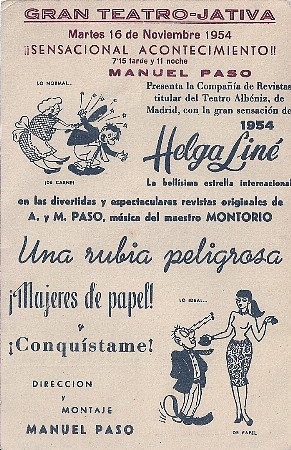 GRAN TEATRO-JATIVA
Martes 16 de Noviembre 1954
¡¡SENSACIONAL ACONTECIMIENTO!!
7'15 tarde y 11 noche
MANUEL PASO
LO NORMAL...
Presenta la Compañía de Revistas
titular del Teatro Albéniz, de
Madrid, con la gran sensación de
1954
Helga Liné
¡DE CARNE!
La bellísima estrella internacional
en las divertidas y espectaculares revistas originales de
A. y M. PASO, música del maestro MONTORIO
Una rubia peligrosa
¡Mujeres de papel!
y
¡Conquístame!
LO IDEAL...
DIRECCION
y
MONTAJE
MANUEL PASO
DE PAPEL